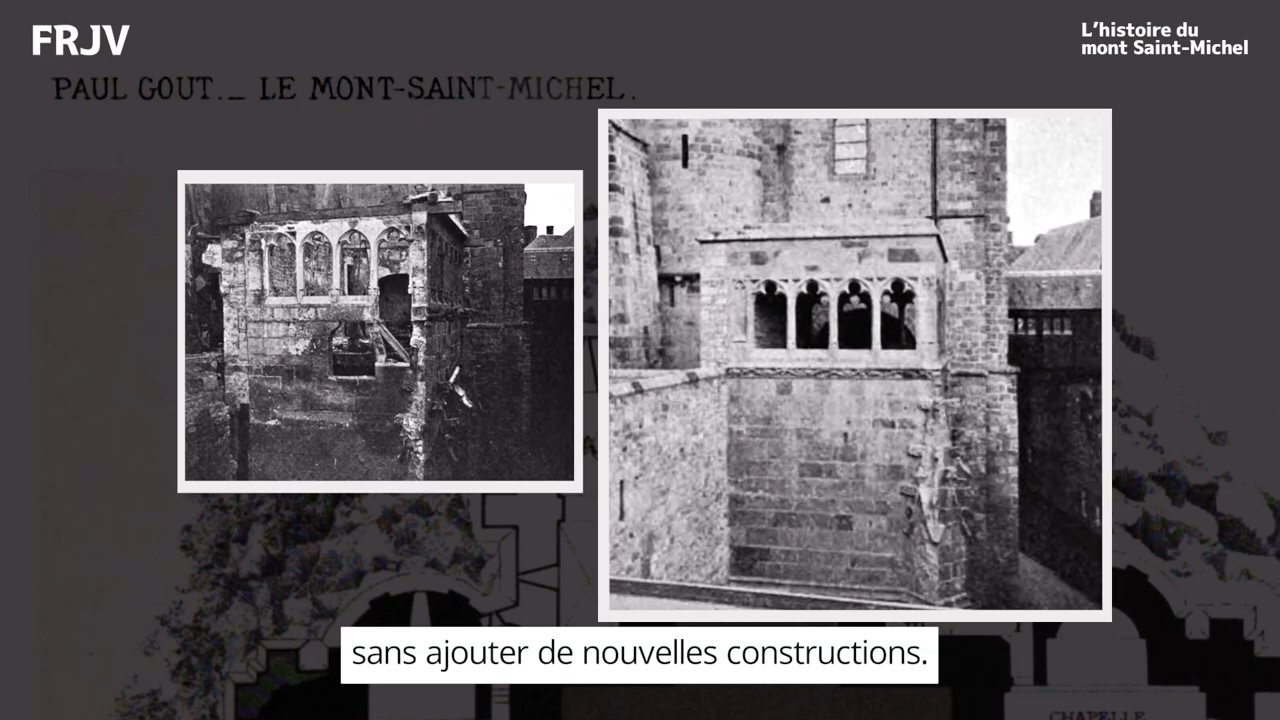 FRJV
L'histoire du
mont Saint-Michel
PAUL GOUT._ LE MONT-SAINT-MICHEL.
sans ajouter de nouvelles constructions.
CHAPELLE